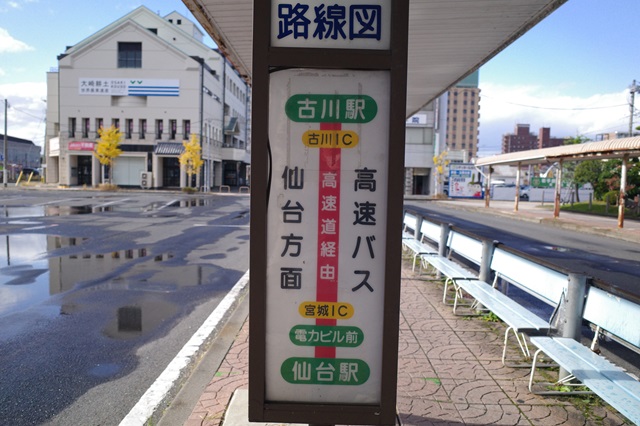 路線図
古川駅
古川IC
高速バス
高速道経由
仙台方面
宮城IC
電力ビル前
仙台駅